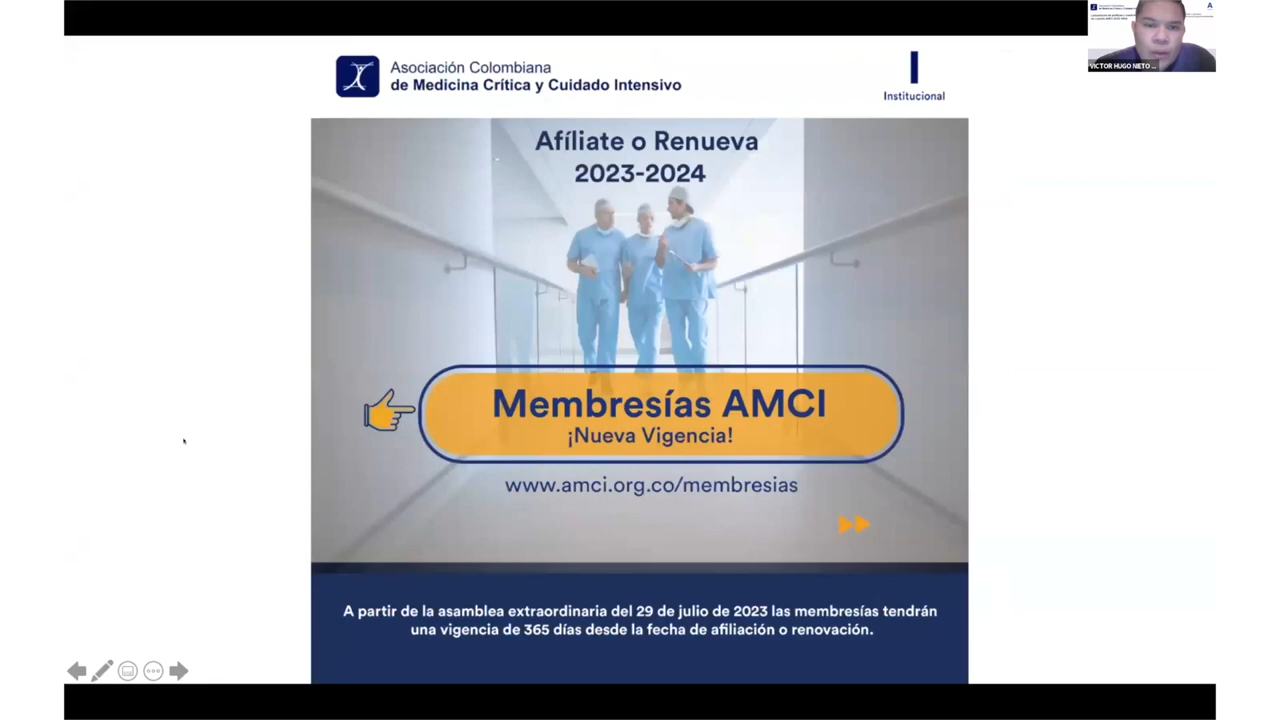 Asociación Colombiana
de Medicina Crítica y Cuidado Intensivo
Institucional
VICTOR HUGO NIETO ...
Afíliate o Renueva
2023-2024
Membresías AMCI
¡Nueva Vigencia!
www.amci.org.co/membresias
A partir de la asamblea extraordinaria del 29 de julio de 2023 las membresías tendrán
una vigencia de 365 días desde la fecha de afiliación o renovación.